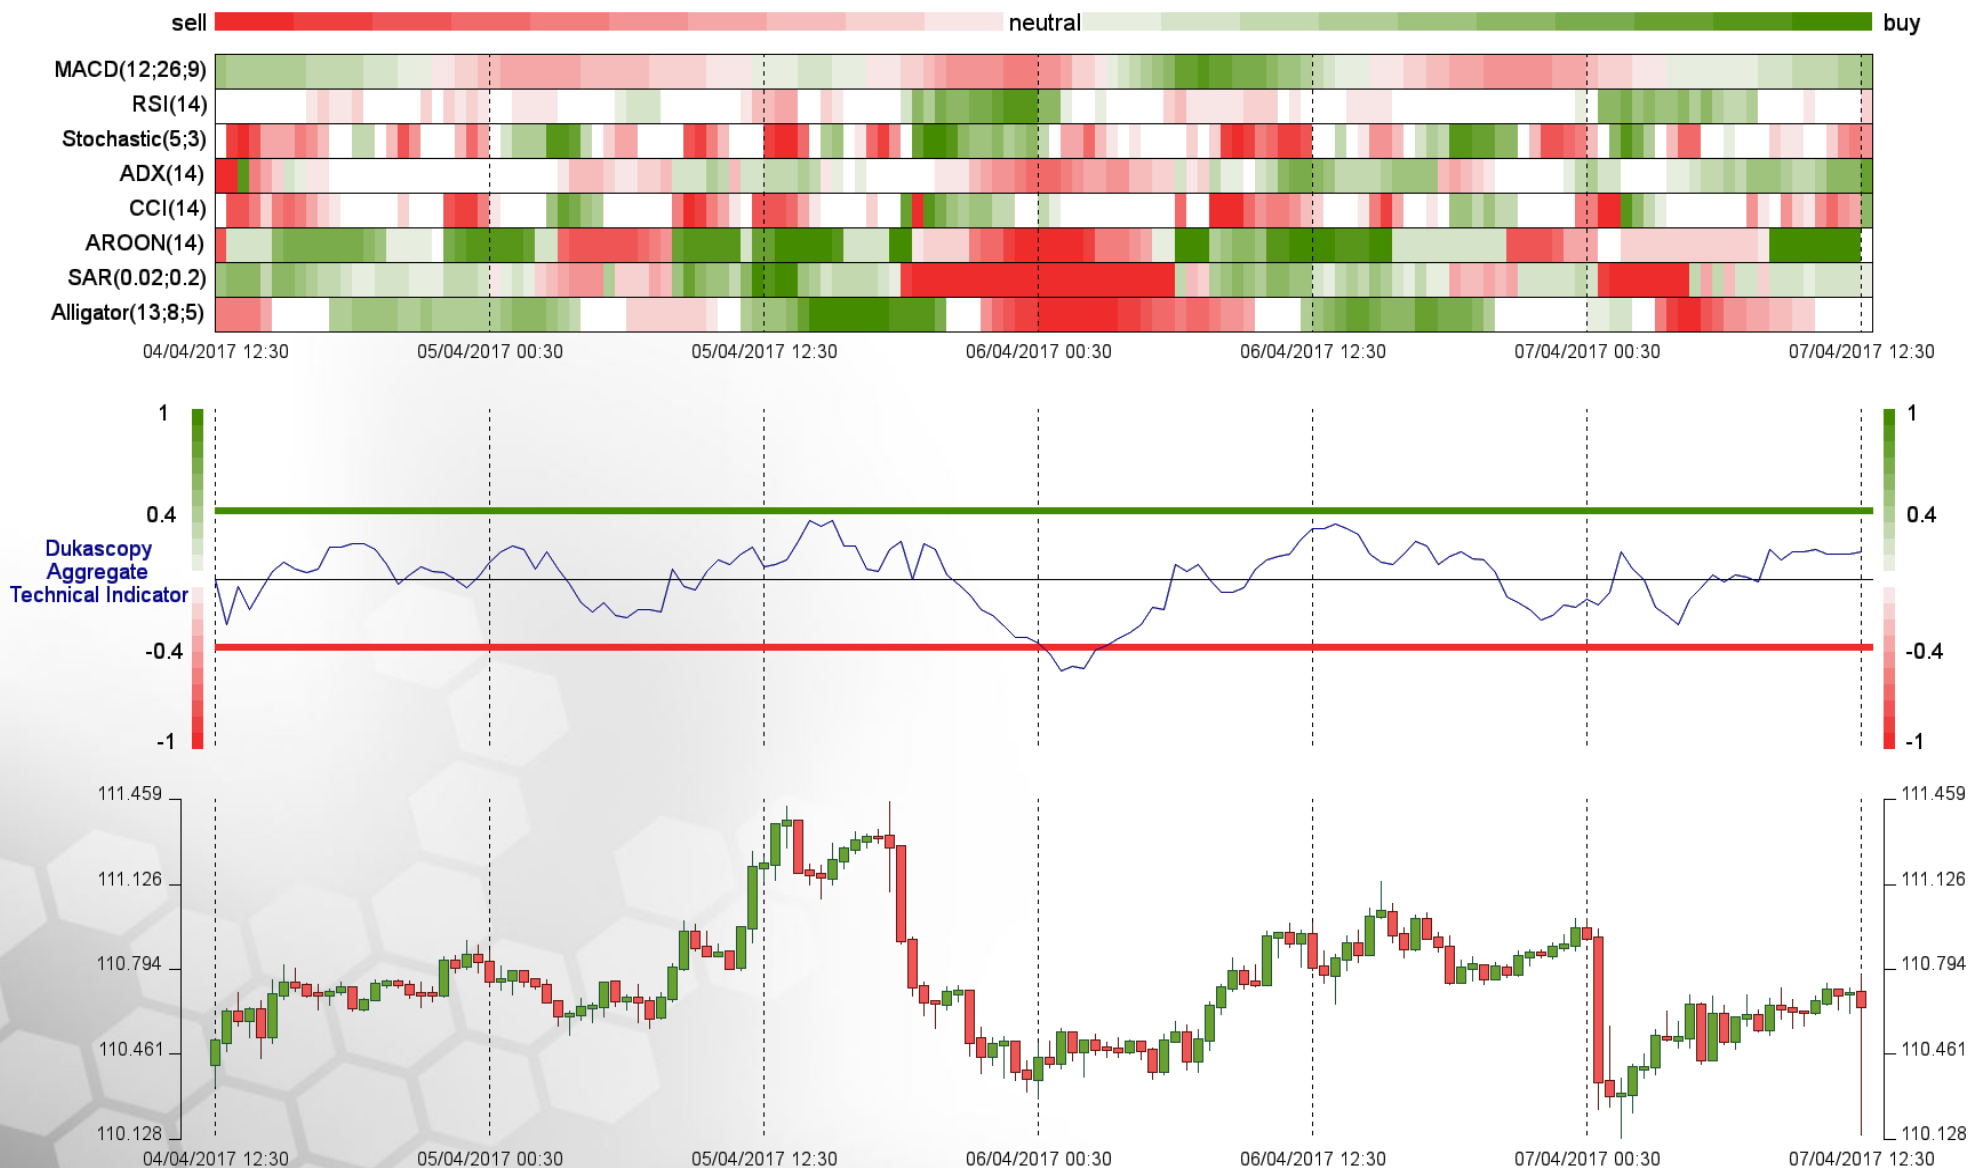 sell neutral buy
MACD(12;26;9)
RSI(14)
Stochastic(5;3)
ADX(14)
CCI(14)
AROON(14)
SAR(0.02;0.2)
Alligator(13;8;5)
04/04/2017 12:30 05/04/2017 00:30 05/04/2017 12:30 06/04/2017 00:30 06/04/2017 12:30 07/04/2017 00:30 07/04/2017 12:30
1 1
0.4 0.4
Dukascopy
Aggregate
Technical Indicator
-0.4 -0.4
-1 -1
111.459 111.459
111.126 111.126
110.794 110.794
110.461 110.461
110.128 110.128
04/04/2017 12:30 05/04/2017 00:30 05/04/2017 12:30 06/04/2017 00:30 06/04/2017 12:30 07/04/2017 00:30 07/04/2017 12:30